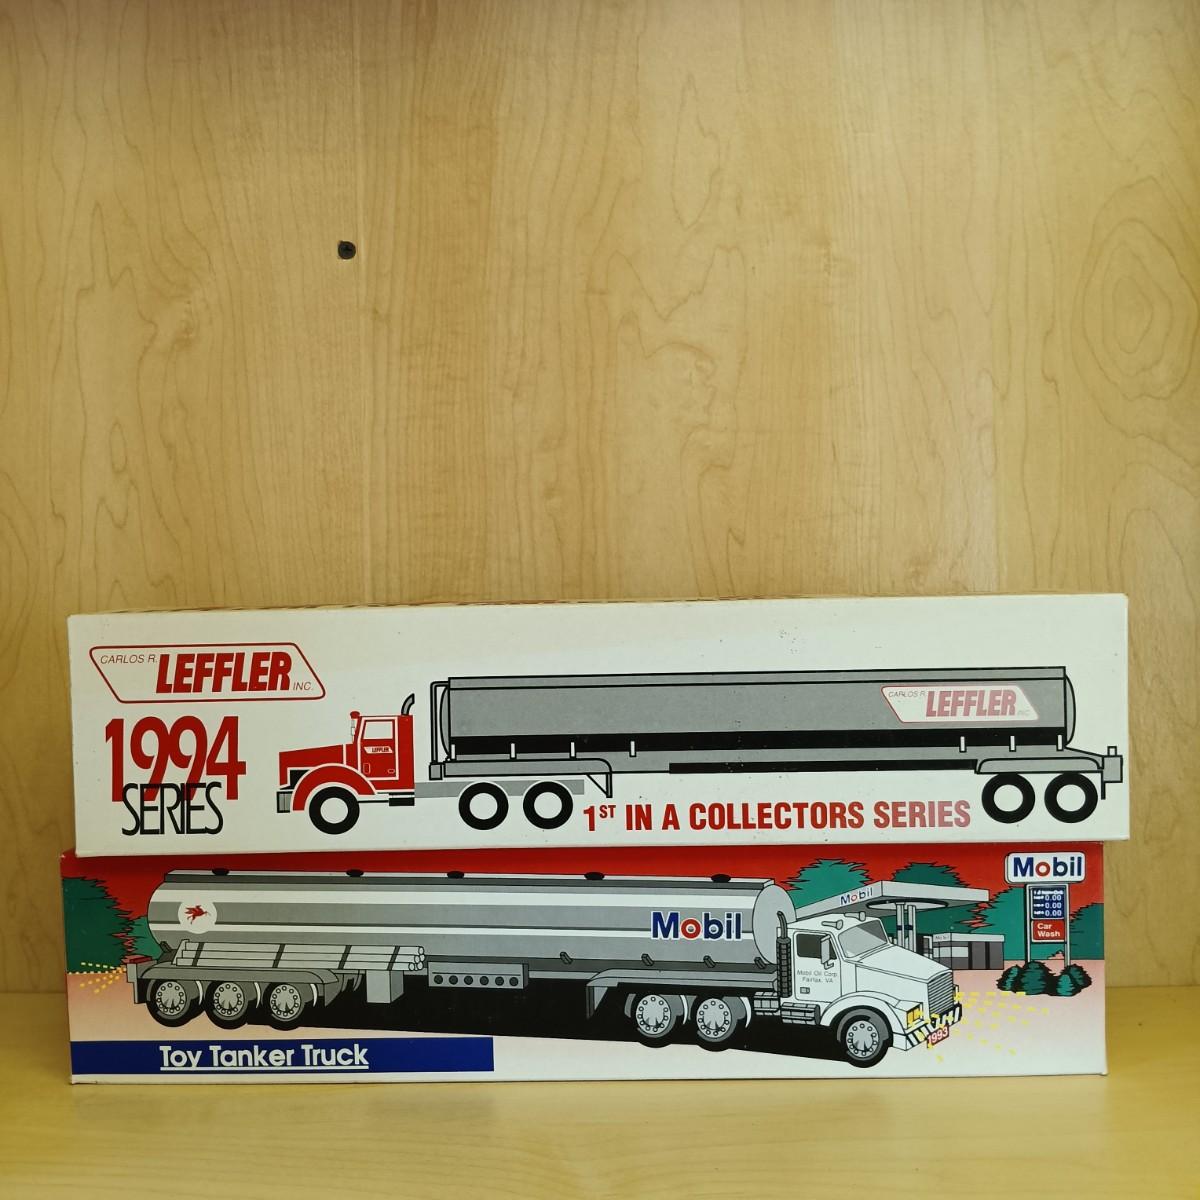 CARLOS R. LEFFLER INC.
1994
SERIES
LEFFLER
CARLOS R. LEFFLER INC.
1ST IN A COLLECTORS SERIES
Mobil
Mobil
Mobil
0.00
0.00
0.00
Car
Wash
Mobil
Mobil Oil Corp.
Fairfax, VA
1993
Toy Tanker Truck